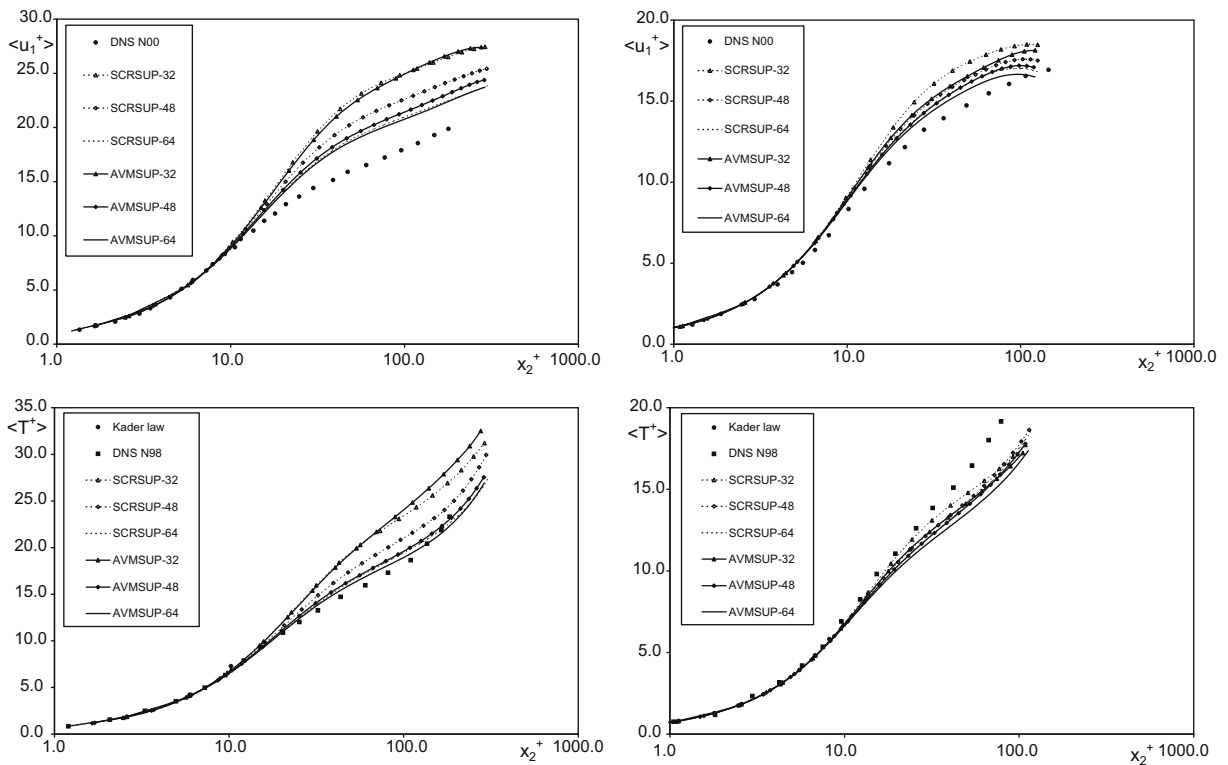 30.0
<u₁⁺>
25.0
20.0
15.0
10.0
5.0
0.0
DNS N00
SCRSUP-32
SCRSUP-48
SCRSUP-64
AVMSUP-32
AVMSUP-48
AVMSUP-64
1.0 10.0 100.0 x₂⁺ 1000.0
20.0
<u₁⁺>
15.0
10.0
5.0
0.0
DNS N00
SCRSUP-32
SCRSUP-48
SCRSUP-64
AVMSUP-32
AVMSUP-48
AVMSUP-64
1.0 10.0 100.0 x₂⁺ 1000.0
35.0
<T⁺>
30.0
25.0
20.0
15.0
10.0
5.0
0.0
Kader law
DNS N98
SCRSUP-32
SCRSUP-48
SCRSUP-64
AVMSUP-32
AVMSUP-48
AVMSUP-64
1.0 10.0 100.0 x₂⁺ 1000.0
20.0
<T⁺>
15.0
10.0
5.0
0.0
Kader law
DNS N98
SCRSUP-32
SCRSUP-48
SCRSUP-64
AVMSUP-32
AVMSUP-48
AVMSUP-64
1.0 10.0 100.0 x₂⁺ 1000.0